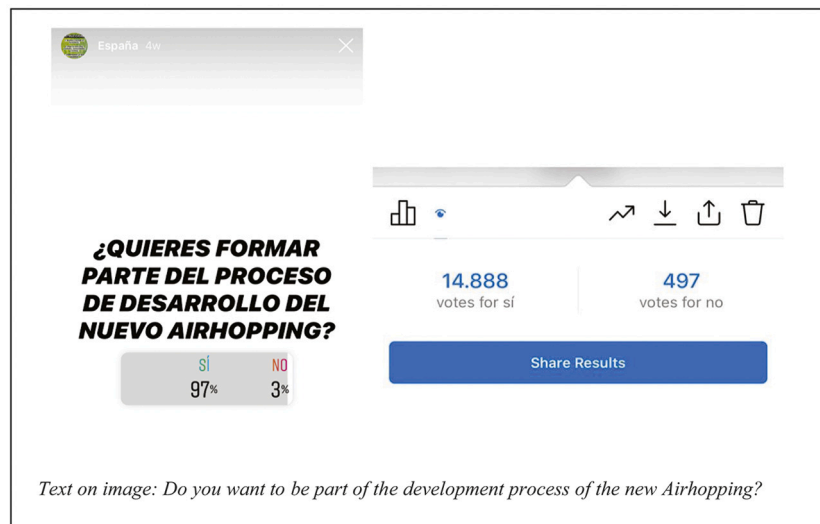 España 4w
¿QUIERES FORMAR
PARTE DEL PROCESO
DE DESARROLLO DEL
NUEVO AIRHOPPING?
SÍ NO
97% 3%
14.888 497
votes for sí votes for no
Share Results
Text on image: Do you want to be part of the development process of the new Airhopping?